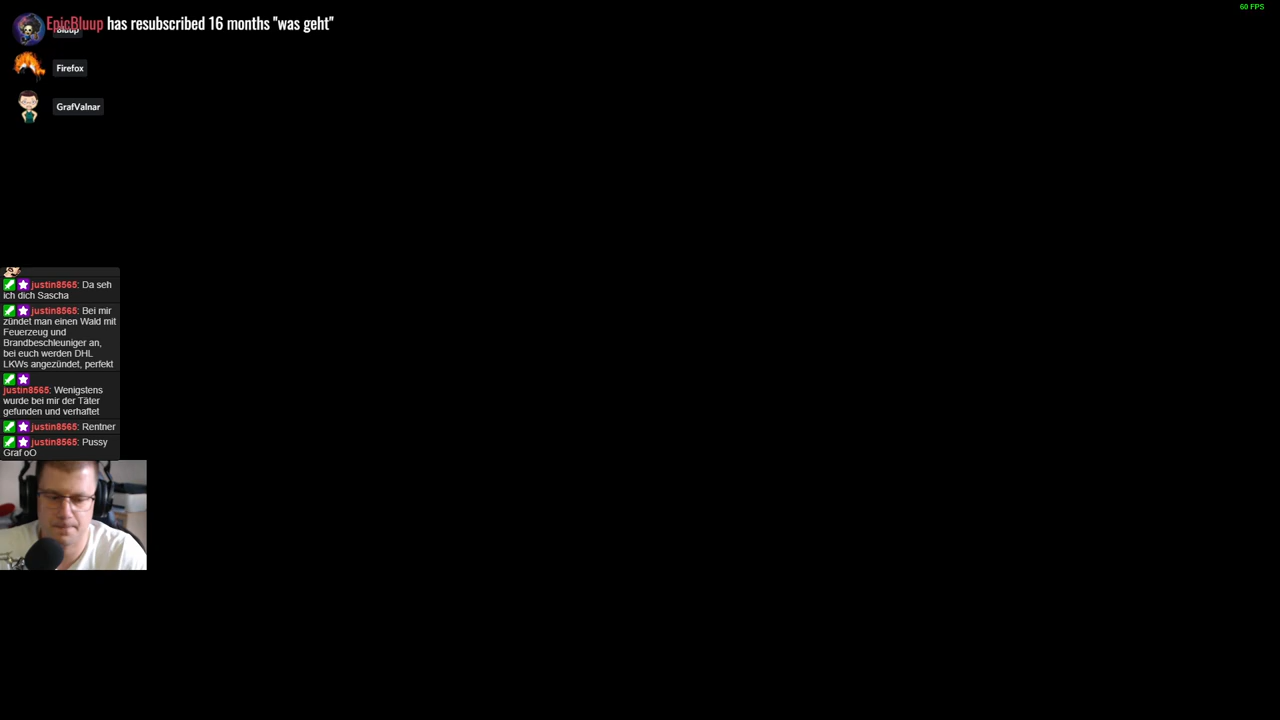 60 FPS
EpicBluup has resubscribed 16 months "was geht"
Bluup
Firefox
GrafValnar
justin8565: Da seh
ich dich Sascha
justin8565: Bei mir
zündet man einen Wald mit
Feuerzeug und
Brandbeschleuniger an,
bei euch werden DHL
LKWs angezündet, perfekt
justin8565: Wenigstens
wurde bei mir der Täter
gefunden und verhaftet
justin8565: Rentner
justin8565: Pussy
Graf oO